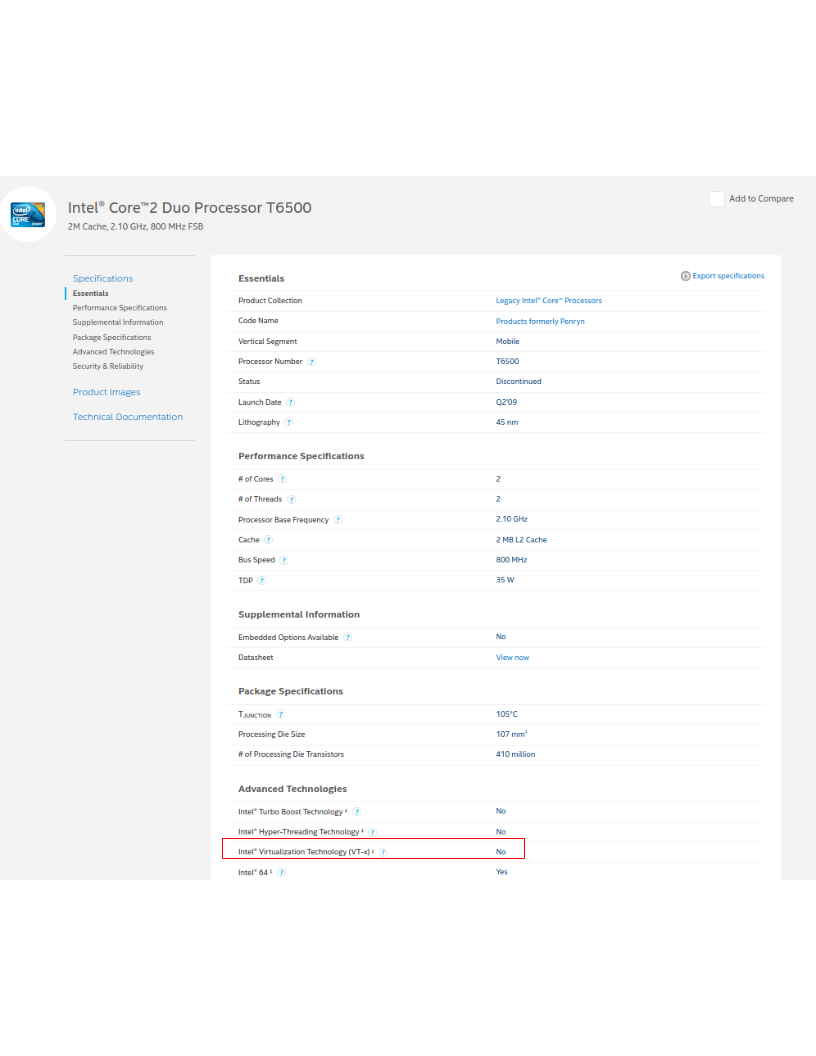 Add to Compare
intel
CORE
Intel® Core™2 Duo Processor T6500
2M Cache, 2.10 GHz, 800 MHz FSB
Specifications
Essentials
Performance Specifications
Supplemental Information
Package Specifications
Advanced Technologies
Security & Reliability
Product Images
Technical Documentation
Essentials
Export specifications
Product Collection Legacy Intel® Core™ Processors
Code Name Products formerly Penryn
Vertical Segment Mobile
Processor Number ? T6500
Status Discontinued
Launch Date ? Q2'09
Lithography ? 45 nm
Performance Specifications
# of Cores ? 2
# of Threads ? 2
Processor Base Frequency ? 2.10 GHz
Cache ? 2 MB L2 Cache
Bus Speed ? 800 MHz
TDP ? 35 W
Supplemental Information
Embedded Options Available ? No
Datasheet View now
Package Specifications
TJUNCTION ? 105°C
Processing Die Size 107 mm²
# of Processing Die Transistors 410 million
Advanced Technologies
Intel® Turbo Boost Technology ‡ ? No
Intel® Hyper-Threading Technology ‡ ? No
Intel® Virtualization Technology (VT-x) ‡ ? No
Intel® 64 ‡ ? Yes